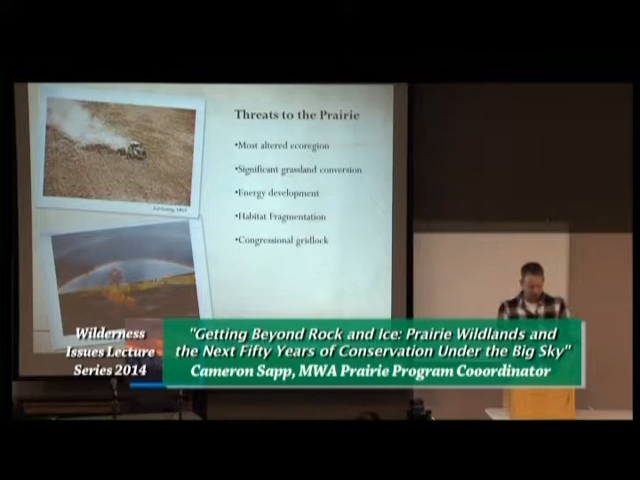 Threats to the Prairie
•Most altered ecoregion
•Significant grassland conversion
•Energy development
•Habitat Fragmentation
•Congressional gridlock
Wilderness
Issues Lecture
Series 2014
"Getting Beyond Rock and Ice: Prairie Wildlands and
the Next Fifty Years of Conservation Under the Big Sky"
Cameron Sapp, MWA Prairie Program Cooordinator